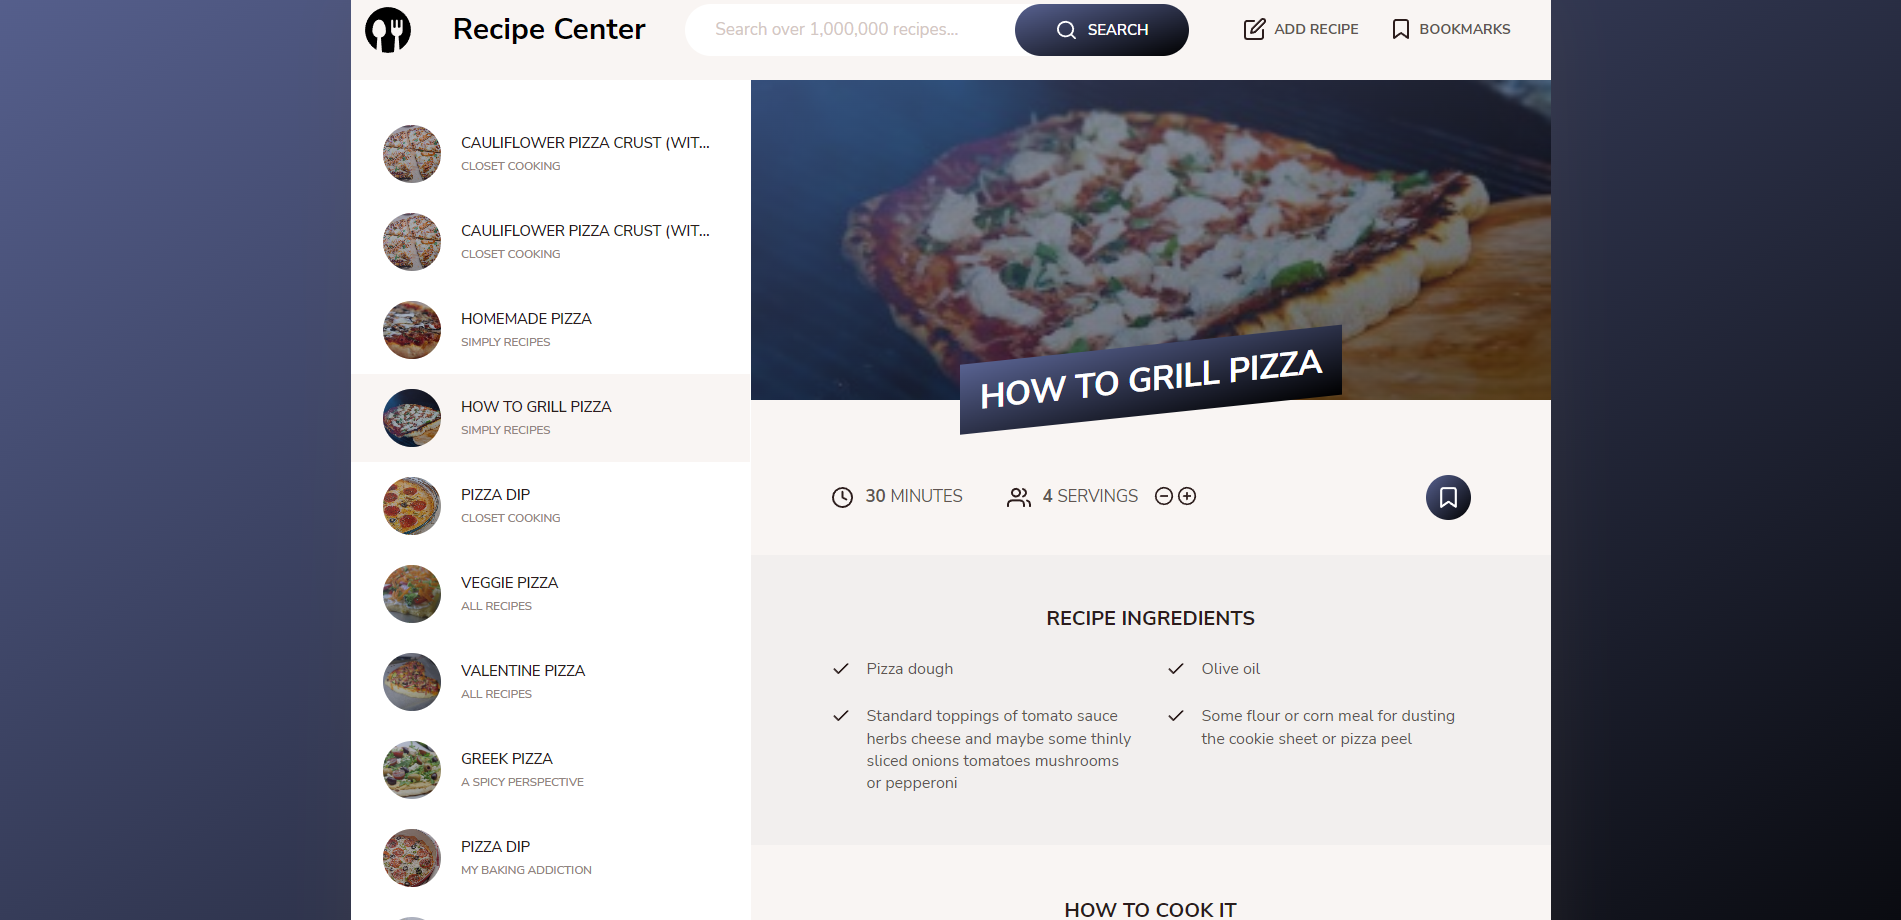 Recipe Center
Search over 1,000,000 recipes...
SEARCH
ADD RECIPE
BOOKMARKS
CAULIFLOWER PIZZA CRUST (WIT...
CLOSET COOKING
CAULIFLOWER PIZZA CRUST (WIT...
CLOSET COOKING
HOMEMADE PIZZA
SIMPLY RECIPES
HOW TO GRILL PIZZA
SIMPLY RECIPES
PIZZA DIP
CLOSET COOKING
VEGGIE PIZZA
ALL RECIPES
VALENTINE PIZZA
ALL RECIPES
GREEK PIZZA
A SPICY PERSPECTIVE
PIZZA DIP
MY BAKING ADDICTION
HOW TO GRILL PIZZA
30 MINUTES
4 SERVINGS
RECIPE INGREDIENTS
Pizza dough
Olive oil
Standard toppings of tomato sauce
herbs cheese and maybe some thinly
sliced onions tomatoes mushrooms
or pepperoni
Some flour or corn meal for dusting
the cookie sheet or pizza peel
HOW TO COOK IT